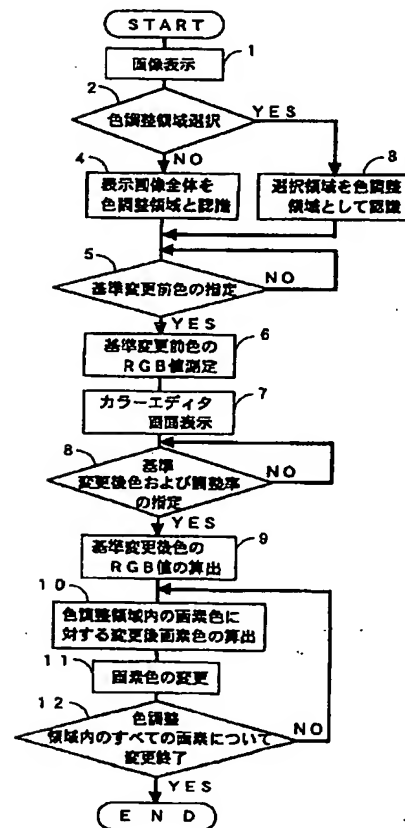 START
1
画像表示
2
色調整領域選択
YES
NO
4
表示画像全体を
色調整領域と認識
8
選択領域を色調整
領域として認識
5
基準変更前色の指定
NO
YES
6
基準変更前色の
RGB値測定
7
カラーエディタ
画面表示
8
基準
変更後色および調整率
の指定
NO
YES
9
基準変更後色の
RGB値の算出
10
色調整領域内の画素色に
対する変更後画素色の算出
11
画素色の変更
12
色調整
領域内のすべての画素について
変更終了
NO
YES
END